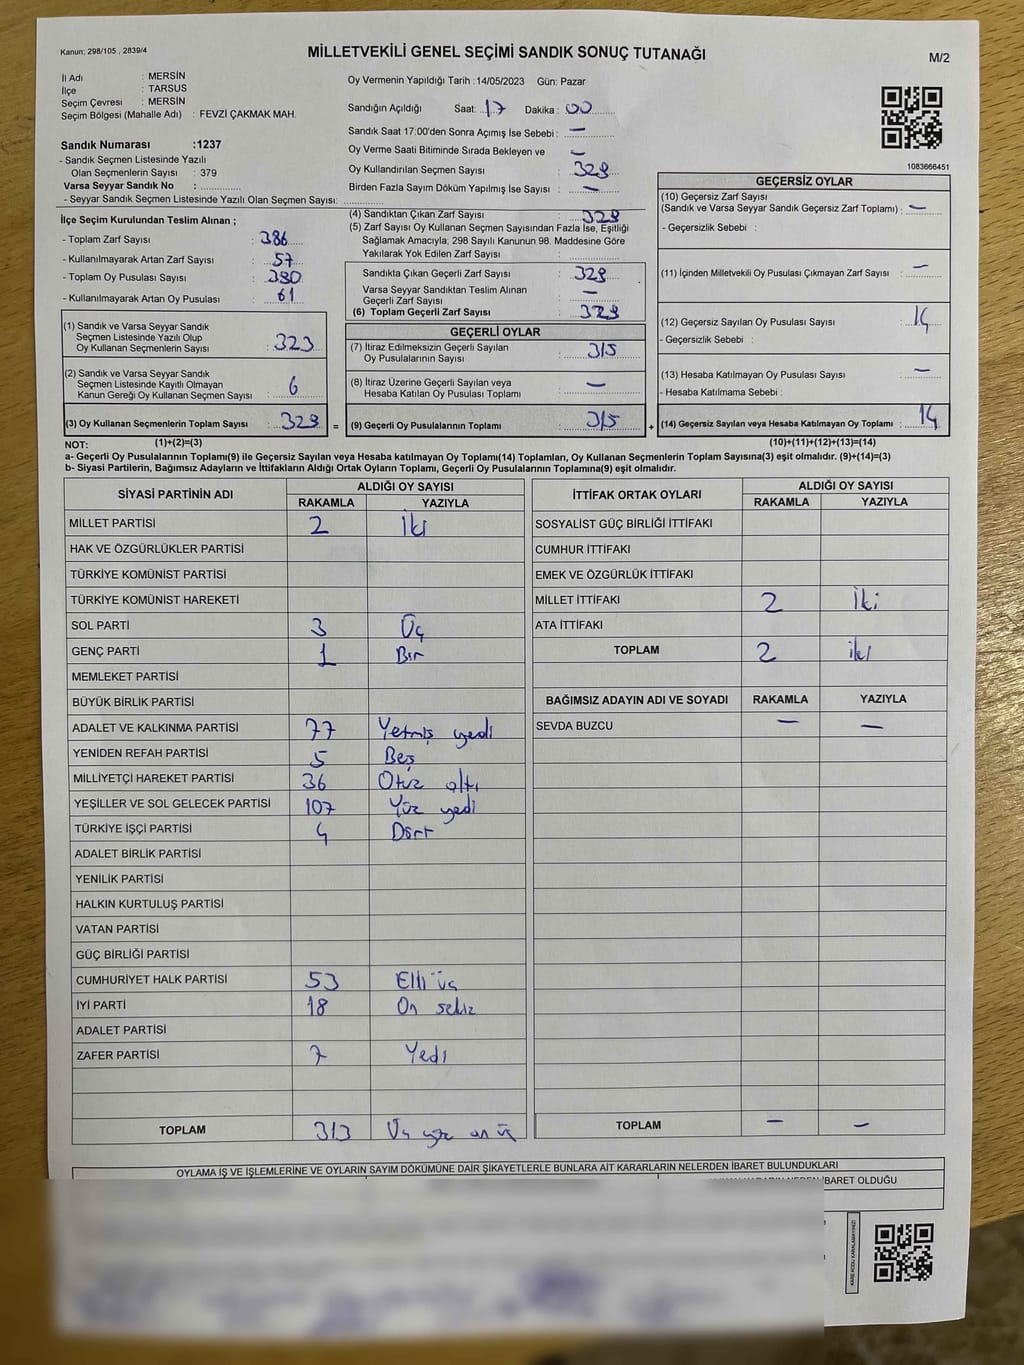 Kanun: 298/105 , 2839/4
MİLLETVEKİLİ GENEL SEÇİMİ SANDIK SONUÇ TUTANAĞI
M/2
İl Adı : MERSİN
İlçe : TARSUS
Seçim Çevresi : MERSİN
Seçim Bölgesi (Mahalle Adı) : FEVZİ ÇAKMAK MAH.
Sandık Numarası :1237
- Sandık Seçmen Listesinde Yazılı
Olan Seçmenlerin Sayısı : 379
Varsa Seyyar Sandık No :
- Seyyar Sandık Seçmen Listesinde Yazılı Olan Seçmen Sayısı:
Oy Vermenin Yapıldığı Tarih :14/05/2023 Gün: Pazar
Sandığın Açıldığı Saat: 17 Dakika : 00
Sandık Saat 17:00'den Sonra Açımış İse Sebebi : —
Oy Verme Saati Bitiminde Sırada Bekleyen ve —
Oy Kullandırılan Seçmen Sayısı : 329
Birden Fazla Sayım Döküm Yapılmış İse Sayısı : —
1083666451
İlçe Seçim Kurulundan Teslim Alınan ;
- Toplam Zarf Sayısı : 386
- Kullanılmayarak Artan Zarf Sayısı : 57
- Toplam Oy Pusulası Sayısı : 380
- Kullanılmayarak Artan Oy Pusulası : 61
(1) Sandık ve Varsa Seyyar Sandık
Seçmen Listesinde Yazılı Olup
Oy Kullanan Seçmenlerin Sayısı : 323
(2) Sandık ve Varsa Seyyar Sandık
Seçmen Listesinde Kayıtlı Olmayan
Kanun Gereği Oy Kullanan Seçmen Sayısı : 6
(3) Oy Kullanan Seçmenlerin Toplam Sayısı : 329 =
(4) Sandıktan Çıkan Zarf Sayısı : 329
(5) Zarf Sayısı Oy Kullanan Seçmen Sayısından Fazla İse, Eşitliği
Sağlamak Amacıyla; 298 Sayılı Kanunun 98. Maddesine Göre
Yakılarak Yok Edilen Zarf Sayısı :
Sandıkta Çıkan Geçerli Zarf Sayısı : 329
Varsa Seyyar Sandıktan Teslim Alınan
Geçerli Zarf Sayısı : —
(6) Toplam Geçerli Zarf Sayısı : 329
GEÇERLİ OYLAR
(7) İtiraz Edilmeksizin Geçerli Sayılan
Oy Pusulalarının Sayısı : 315
(8) İtiraz Üzerine Geçerli Sayılan veya
Hesaba Katılan Oy Pusulası Toplamı : —
(9) Geçerli Oy Pusulalarının Toplamı : 315 +
GEÇERSİZ OYLAR
(10) Geçersiz Zarf Sayısı
(Sandık ve Varsa Seyyar Sandık Geçersiz Zarf Toplamı) : —
- Geçersizlik Sebebi :
(11) İçinden Milletvekili Oy Pusulası Çıkmayan Zarf Sayısı : —
(12) Geçersiz Sayılan Oy Pusulası Sayısı : 14
- Geçersizlik Sebebi :
(13) Hesaba Katılmayan Oy Pusulası Sayısı : —
- Hesaba Katılmama Sebebi :
(14) Geçersiz Sayılan veya Hesaba Katılmayan Oy Toplamı : 14
NOT: (1)+(2)=(3) (10)+(11)+(12)+(13)=(14)
a- Geçerli Oy Pusulalarının Toplamı(9) ile Geçersiz Sayılan veya Hesaba katılmayan Oy Toplamı(14) Toplamları, Oy Kullanan Seçmenlerin Toplam Sayısına(3) eşit olmalıdır. (9)+(14)=(3)
b- Siyasi Partilerin, Bağımsız Adayların ve İttifakların Aldığı Ortak Oyların Toplamı, Geçerli Oy Pusulalarının Toplamına(9) eşit olmalıdır.
SİYASİ PARTİNİN ADI ALDIĞI OY SAYISI
RAKAMLA YAZIYLA
MİLLET PARTİSİ 2 İki
HAK VE ÖZGÜRLÜKLER PARTİSİ
TÜRKİYE KOMÜNİST PARTİSİ
TÜRKİYE KOMÜNİST HAREKETİ
SOL PARTİ 3 Üç
GENÇ PARTİ 1 Bir
MEMLEKET PARTİSİ
BÜYÜK BİRLİK PARTİSİ
ADALET VE KALKINMA PARTİSİ 77 Yetmiş yedi
YENİDEN REFAH PARTİSİ 5 Beş
MİLLİYETÇİ HAREKET PARTİSİ 36 Otuz altı
YEŞİLLER VE SOL GELECEK PARTİSİ 107 Yüz yedi
TÜRKİYE İŞÇİ PARTİSİ 4 Dört
ADALET BİRLİK PARTİSİ
YENİLİK PARTİSİ
HALKIN KURTULUŞ PARTİSİ
VATAN PARTİSİ
GÜÇ BİRLİĞİ PARTİSİ
CUMHURİYET HALK PARTİSİ 53 Elli üç
İYİ PARTİ 18 On sekiz
ADALET PARTİSİ
ZAFER PARTİSİ 7 Yedi
TOPLAM 313 Üç yüz on üç
İTTİFAK ORTAK OYLARI ALDIĞI OY SAYISI
RAKAMLA YAZIYLA
SOSYALİST GÜÇ BİRLİĞİ İTTİFAKI
CUMHUR İTTİFAKI
EMEK VE ÖZGÜRLÜK İTTİFAKI
MİLLET İTTİFAKI 2 İki
ATA İTTİFAKI
TOPLAM 2 iki
BAĞIMSIZ ADAYIN ADI VE SOYADI RAKAMLA YAZIYLA
SEVDA BUZCU — —
TOPLAM — —
OYLAMA İŞ VE İŞLEMLERİNE VE OYLARIN SAYIM DÖKÜMÜNE DAİR ŞİKAYETLERLE BUNLARA AİT KARARLARIN NELERDEN İBARET BULUNDUKLARI
İBARET OLDUĞU